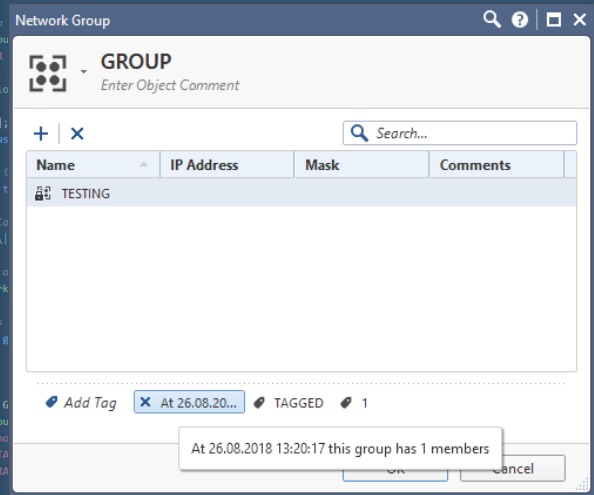 Network Group
GROUP
Enter Object Comment
Search...
Name IP Address Mask Comments
TESTING
Add Tag At 26.08.20... TAGGED 1
At 26.08.2018 13:20:17 this group has 1 members
Cancel